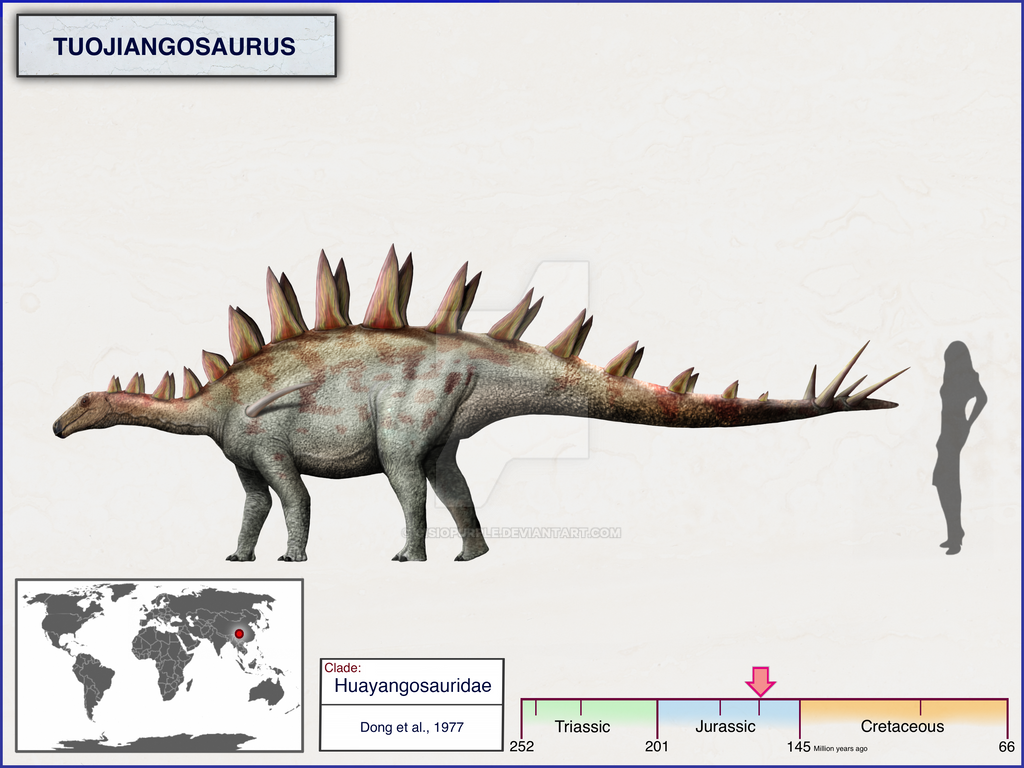 TUOJIANGOSAURUS
Clade:
Huayangosauridae
Dong et al., 1977
Triassic
Jurassic
Cretaceous
252
201
145 Million years ago
66